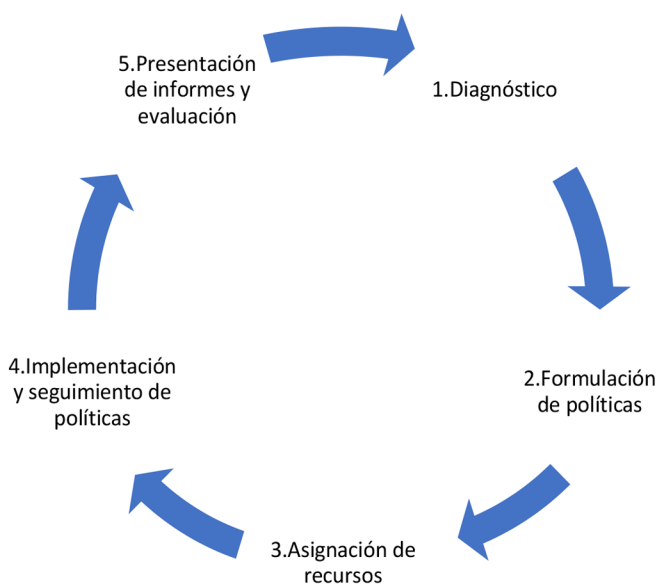 1.Diagnóstico
2.Formulación
de políticas
3.Asignación de
recursos
4.Implementación
y seguimiento de
políticas
5.Presentación
de informes y
evaluación